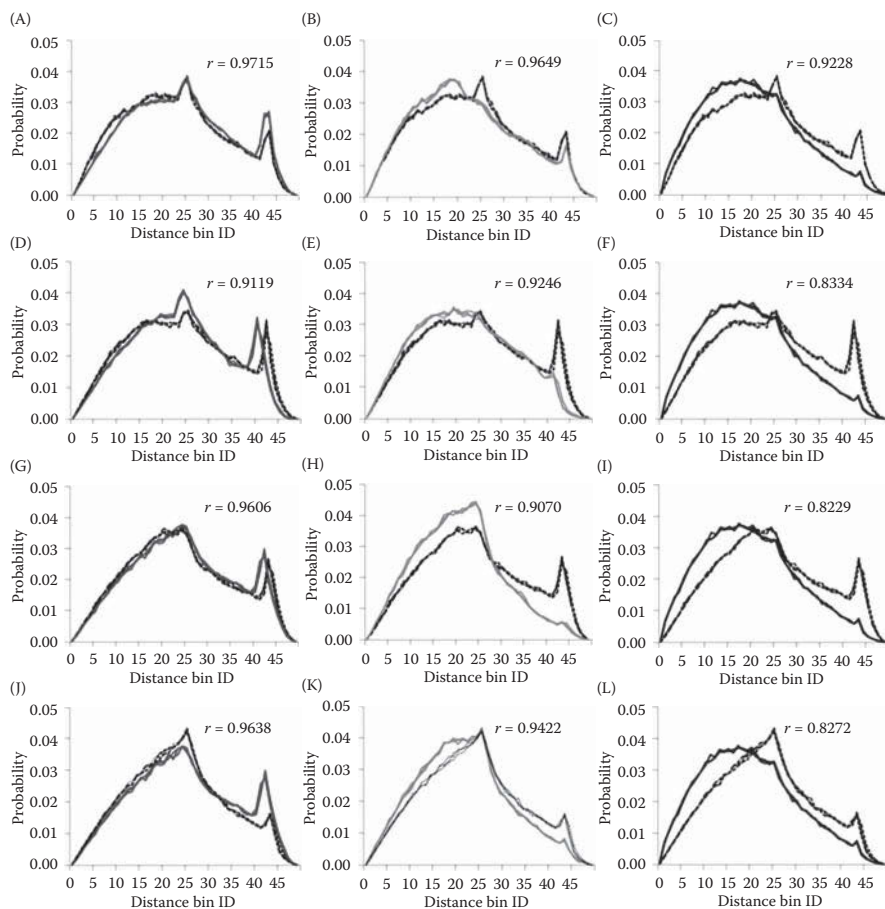 (A) (B) (C)
0.05 0.05 0.05
r = 0.9715 r = 0.9649 r = 0.9228
0.04 0.04 0.04
0.03 0.03 0.03
Probability Probability Probability
0.02 0.02 0.02
0.01 0.01 0.01
0.00 0.00 0.00
0 5 10 15 20 25 30 35 40 45 0 5 10 15 20 25 30 35 40 45 0 5 10 15 20 25 30 35 40 45
Distance bin ID Distance bin ID Distance bin ID
(D) (E) (F)
0.05 0.05 0.05
r = 0.9119 r = 0.9246 r = 0.8334
0.04 0.04 0.04
0.03 0.03 0.03
Probability Probability Probability
0.02 0.02 0.02
0.01 0.01 0.01
0.00 0.00 0.00
0 5 10 15 20 25 30 35 40 45 0 5 10 15 20 25 30 35 40 45 0 5 10 15 20 25 30 35 40 45
Distance bin ID Distance bin ID Distance bin ID
(G) (H) (I)
0.05 0.05 0.05
r = 0.9606 r = 0.9070 r = 0.8229
0.04 0.04 0.04
0.03 0.03 0.03
Probability Probability Probability
0.02 0.02 0.02
0.01 0.01 0.01
0.00 0.00 0.00
0 5 10 15 20 25 30 35 40 45 0 5 10 15 20 25 30 35 40 45 0 5 10 15 20 25 30 35 40 45
Distance bin ID Distance bin ID Distance bin ID
(J) (K) (L)
0.05 0.05 0.05
r = 0.9638 r = 0.9422 r = 0.8272
0.04 0.04 0.04
0.03 0.03 0.03
Probability Probability Probability
0.02 0.02 0.02
0.01 0.01 0.01
0.00 0.00 0.00
0 5 10 15 20 25 30 35 40 45 0 5 10 15 20 25 30 35 40 45 0 5 10 15 20 25 30 35 40 45
Distance bin ID Distance bin ID Distance bin ID